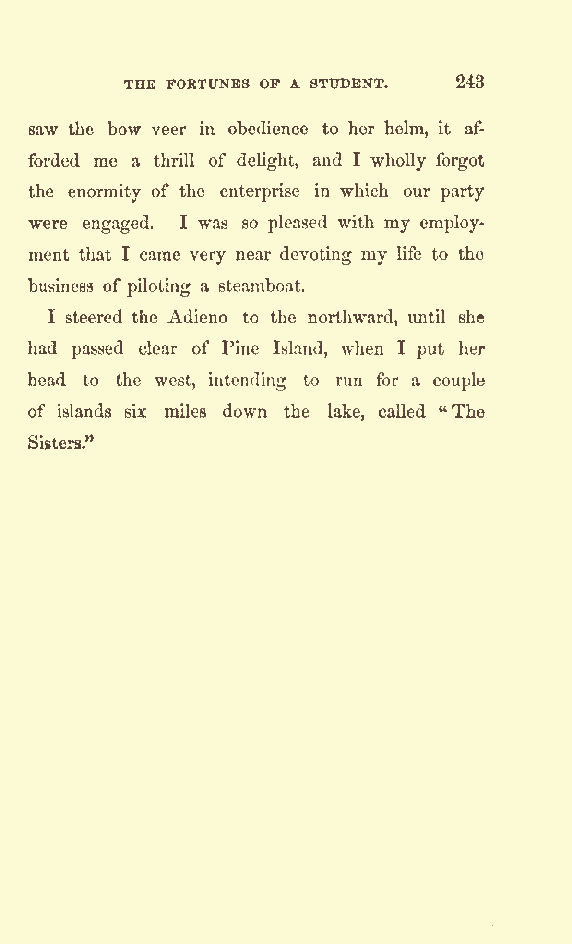 THE FORTUNES OF A STUDENT. 243
saw the bow veer in obedience to her helm, it af-
forded me a thrill of delight, and I wholly forgot
the enormity of the enterprise in which our party
were engaged. I was so pleased with my employ-
ment that I came very near devoting my life to the
business of piloting a steamboat.
I steered the Adieno to the northward, until she
had passed clear of Pine Island, when I put her
head to the west, intending to run for a couple
of islands six miles down the lake, called “The
Sisters.”